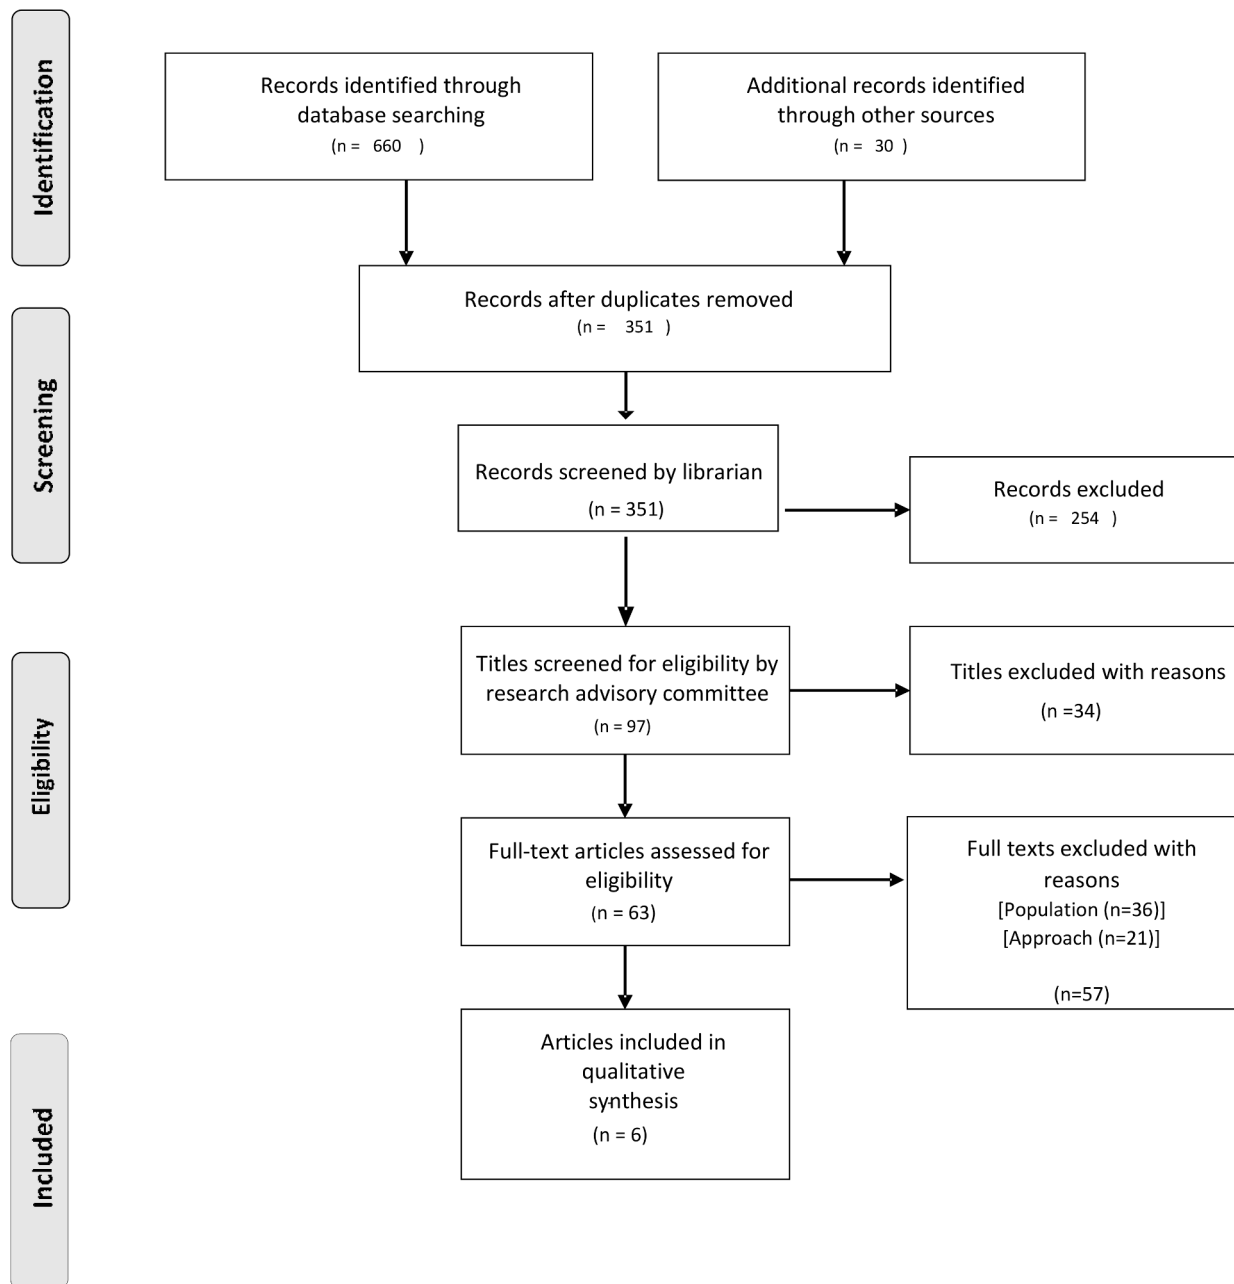 Identification
Records identified through
database searching
(n = 660 )
Additional records identified
through other sources
(n = 30 )
Records after duplicates removed
(n = 351 )
Screening
Records screened by librarian
(n = 351)
Records excluded
(n = 254 )
Eligibility
Titles screened for eligibility by
research advisory committee
(n = 97)
Titles excluded with reasons
(n =34)
Full-text articles assessed for
eligibility
(n = 63)
Full texts excluded with
reasons
[Population (n=36)]
[Approach (n=21)]
(n=57)
Included
Articles included in
qualitative
synthesis
(n = 6)